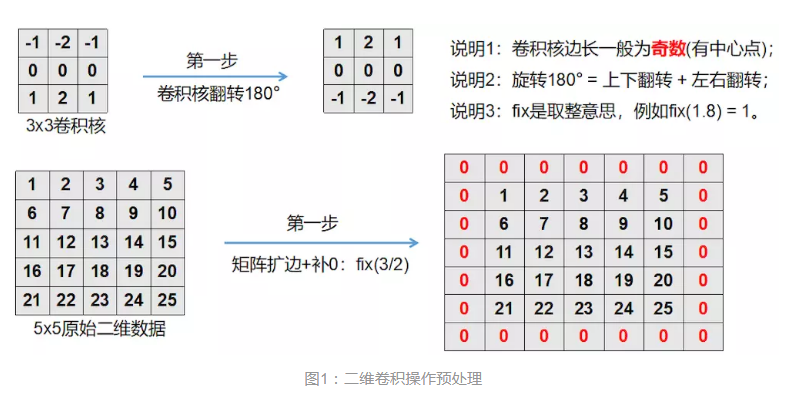 -1 -2 -1
0 0 0
1 2 1
3x3卷积核
第一步
卷积核翻转180°
1 2 1
0 0 0
-1 -2 -1
说明1：卷积核边长一般为奇数(有中心点)；
说明2：旋转180° = 上下翻转 + 左右翻转；
说明3：fix是取整意思，例如fix(1.8) = 1。
1 2 3 4 5
6 7 8 9 10
11 12 13 14 15
16 17 18 19 20
21 22 23 24 25
5x5原始二维数据
第一步
矩阵扩边+补0：fix(3/2)
0 0 0 0 0 0 0
0 1 2 3 4 5 0
0 6 7 8 9 10 0
0 11 12 13 14 15 0
0 16 17 18 19 20 0
0 21 22 23 24 25 0
0 0 0 0 0 0 0
图1：二维卷积操作预处理